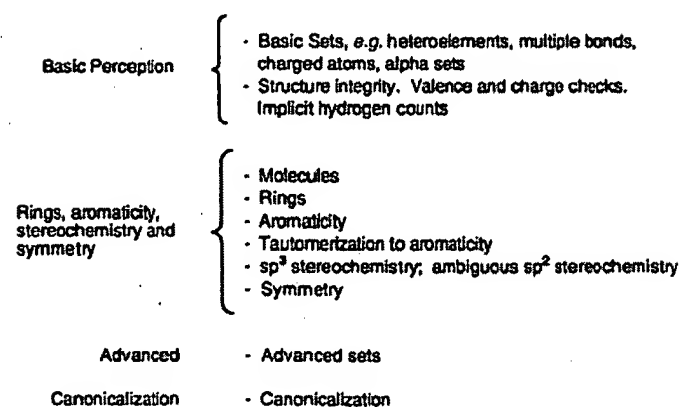 Basic Perception
- Basic Sets, e.g. heteroelements, multiple bonds,
charged atoms, alpha sets
- Structure integrity. Valence and charge checks.
Implicit hydrogen counts
Rings, aromaticity,
stereochemistry and
symmetry
- Molecules
- Rings
- Aromaticity
- Tautomerization to aromaticity
- sp³ stereochemistry; ambiguous sp² stereochemistry
- Symmetry
Advanced - Advanced sets
Canonicalization - Canonicalization